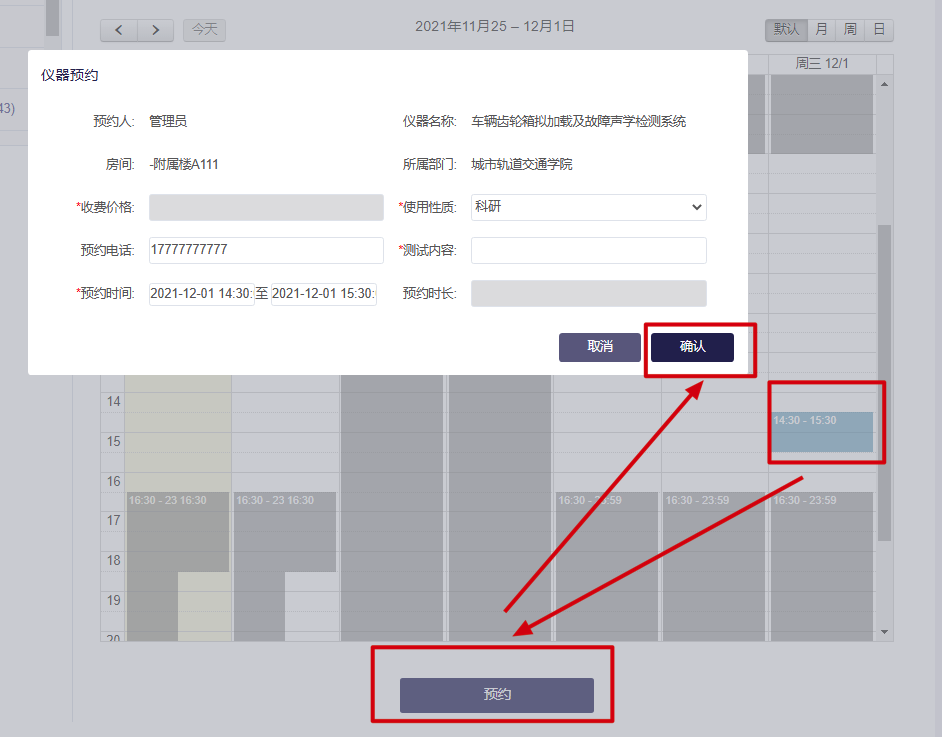 今天
2021年11月25 – 12月1日
默认 月 周 日
周三 12/1
43)
仪器预约
预约人: 管理员
仪器名称: 车辆齿轮箱拟加载及故障声学检测系统
房间: -附属楼A111
所属部门: 城市轨道交通学院
*收费价格:
*使用性质: 科研
预约电话: 17777777777
*测试内容:
*预约时间: 2021-12-01 14:30: 至 2021-12-01 15:30:
预约时长:
取消 确认
14
14:30 - 15:30
15
16
16:30 - 23 16:30 16:30 - 23 16:30 16:30 - 23:59 16:30 - 23:59 16:30 - 23:59
17
18
19
20
预约